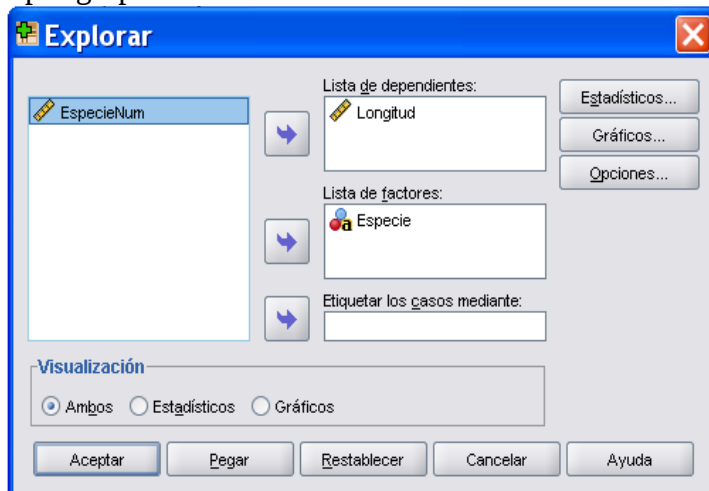 Explorar
EspecieNum
Lista de dependientes:
Longitud
Lista de factores:
Especie
Etiquetar los casos mediante:
Estadísticos...
Gráficos...
Opciones...
Visualización
Ambos Estadísticos Gráficos
Aceptar Pegar Restablecer Cancelar Ayuda